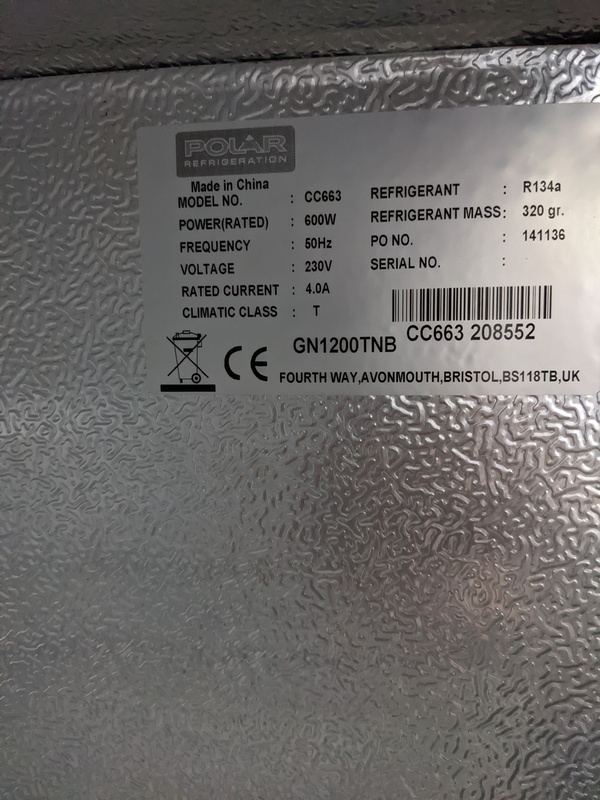 POLAR
REFRIGERATION
Made in China
MODEL NO. : CC663
POWER(RATED) : 600W
FREQUENCY : 50Hz
VOLTAGE : 230V
RATED CURRENT : 4.0A
CLIMATIC CLASS : T
REFRIGERANT : R134a
REFRIGERANT MASS: 320 gr.
PO NO. : 141136
SERIAL NO. :
CC663 208552
CE GN1200TNB
FOURTH WAY,AVONMOUTH,BRISTOL,BS118TB,UK